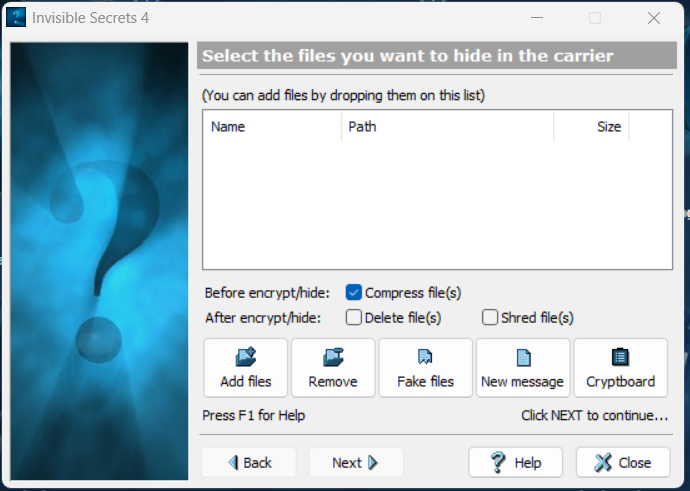 Invisible Secrets 4
Select the files you want to hide in the carrier
(You can add files by dropping them on this list)
Name Path Size
Before encrypt/hide: Compress file(s)
After encrypt/hide: Delete file(s) Shred file(s)
Add files Remove Fake files New message Cryptboard
Press F1 for Help Click NEXT to continue...
Back Next Help Close